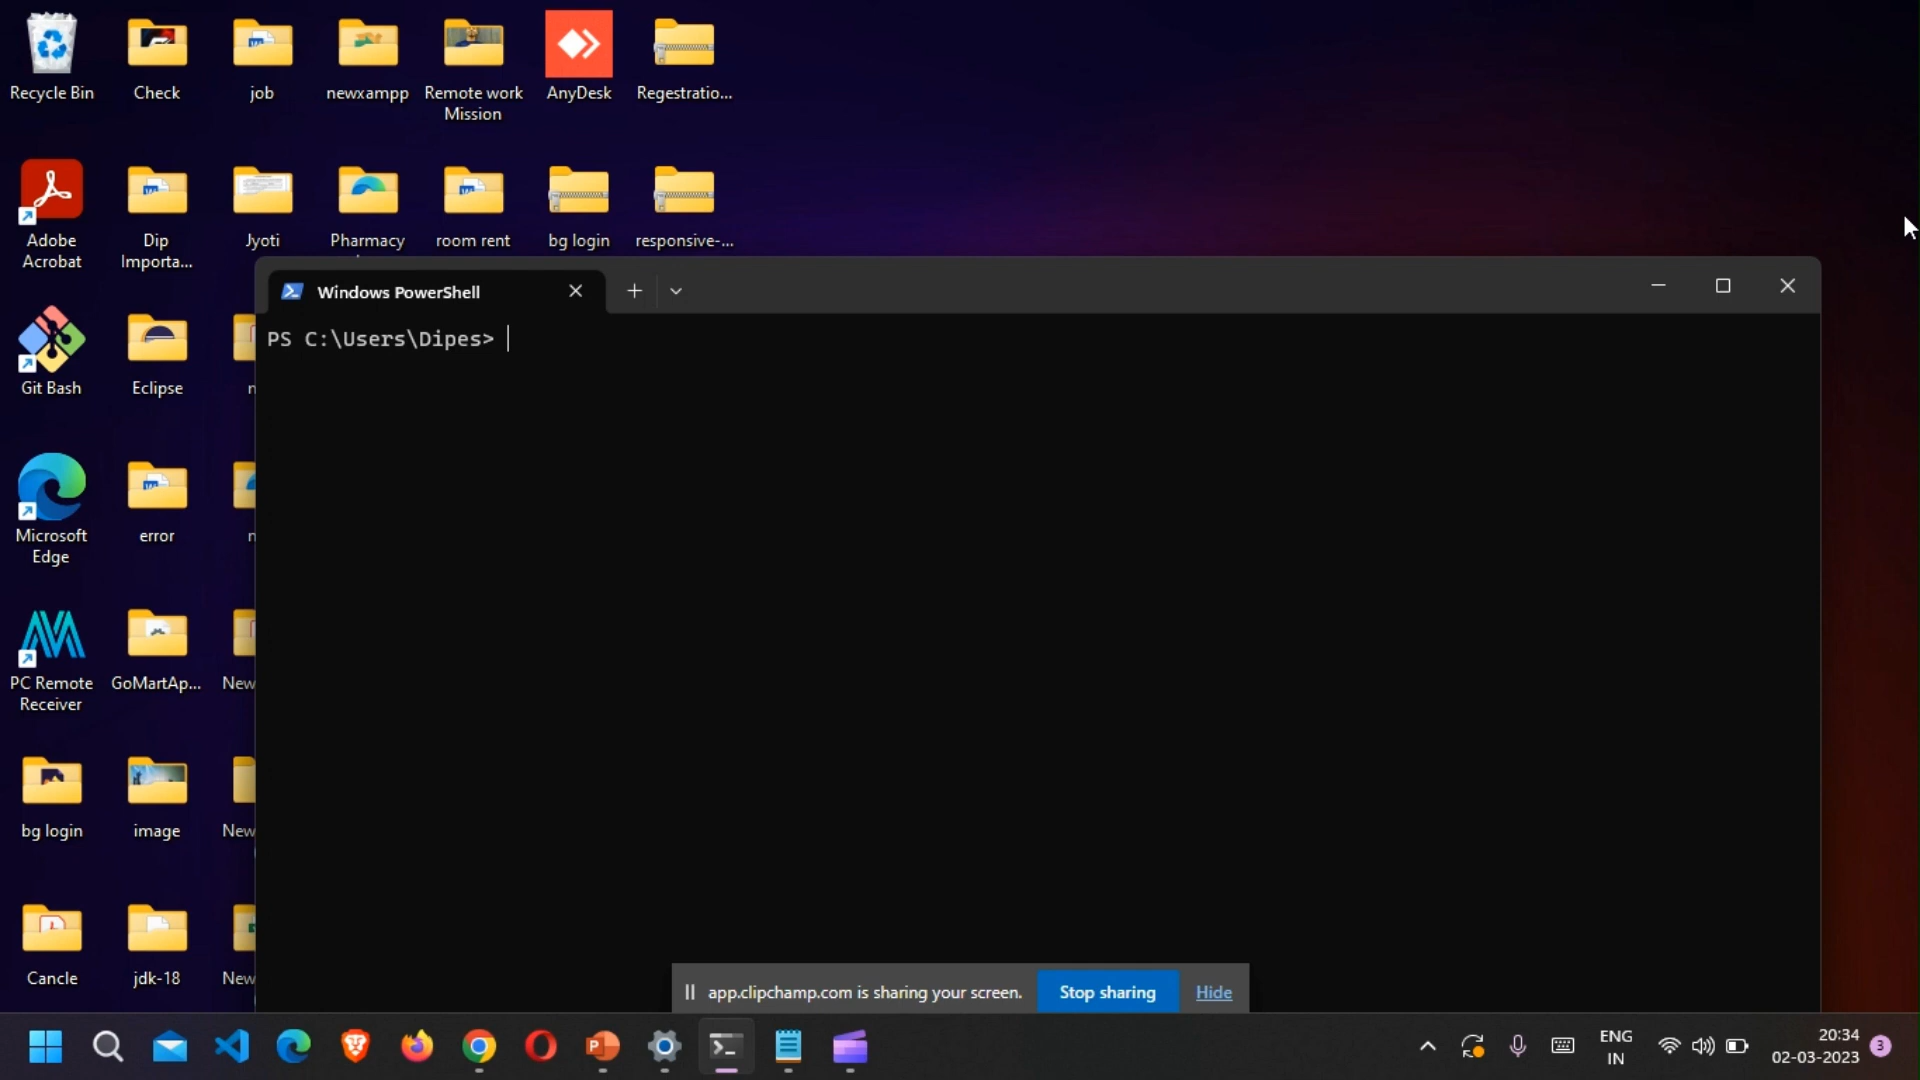 Recycle Bin
Check
job
newxampp
Remote work
Mission
AnyDesk
Regestratio...
Adobe
Acrobat
Dip
Importa...
Jyoti
Pharmacy
room rent
bg login
responsive-...
Windows PowerShell
PS C:\Users\Dipes>
Git Bash
Eclipse
Microsoft
Edge
error
PC Remote
Receiver
GoMartAp...
New
bg login
image
New
Cancle
jdk-18
New
app.clipchamp.com is sharing your screen.
Stop sharing
Hide
ENG
IN
20:34
02-03-2023
3